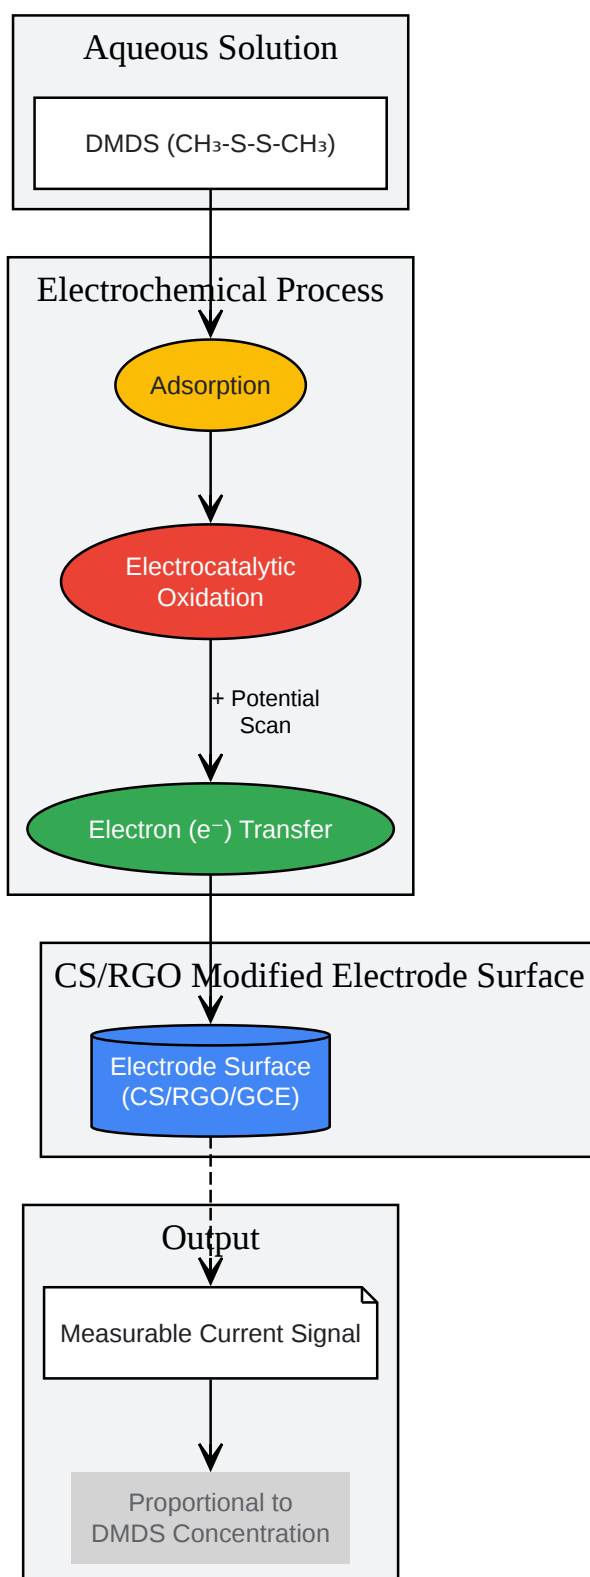 Aqueous Solution
DMDS (CH₃-S-S-CH₃)
Electrochemical Process
Adsorption
Electrocatalytic
Oxidation
+ Potential
Scan
Electron (e⁻) Transfer
CS/RGO Modified Electrode Surface
Electrode Surface
(CS/RGO/GCE)
Output
Measurable Current Signal
Proportional to
DMDS Concentration